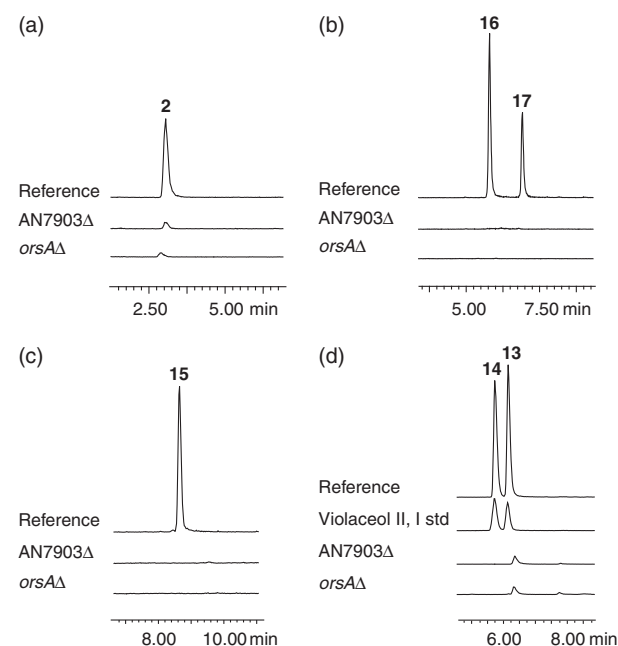 (a)
2
Reference
AN7903Δ
orsAΔ
2.50 5.00 min
(b)
16
17
Reference
AN7903Δ
orsAΔ
5.00 7.50 min
(c)
15
Reference
AN7903Δ
orsAΔ
8.00 10.00 min
(d)
13
14
Reference
Violaceol II, I std
AN7903Δ
orsAΔ
6.00 8.00 min